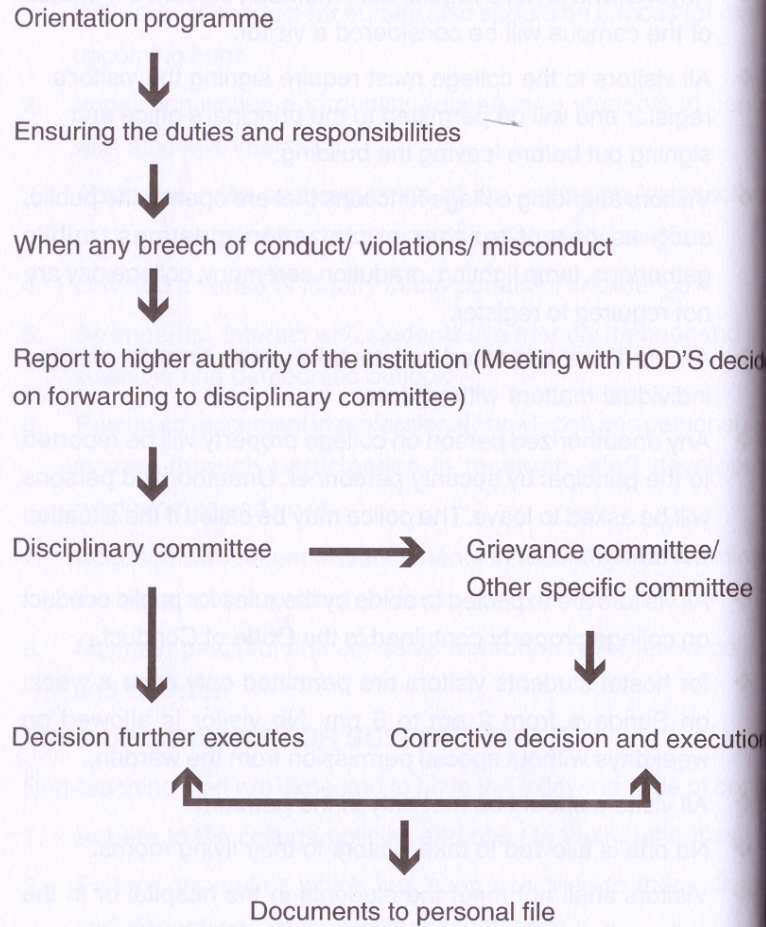 Orientation programme
Ensuring the duties and responsibilities
When any breech of conduct/ violations/ misconduct
Report to higher authority of the institution (Meeting with HOD'S decid
on forwarding to disciplinary committee)
Disciplinary committee
Grievance committee/
Other specific committee
Decision further executes
Corrective decision and execution
Documents to personal file